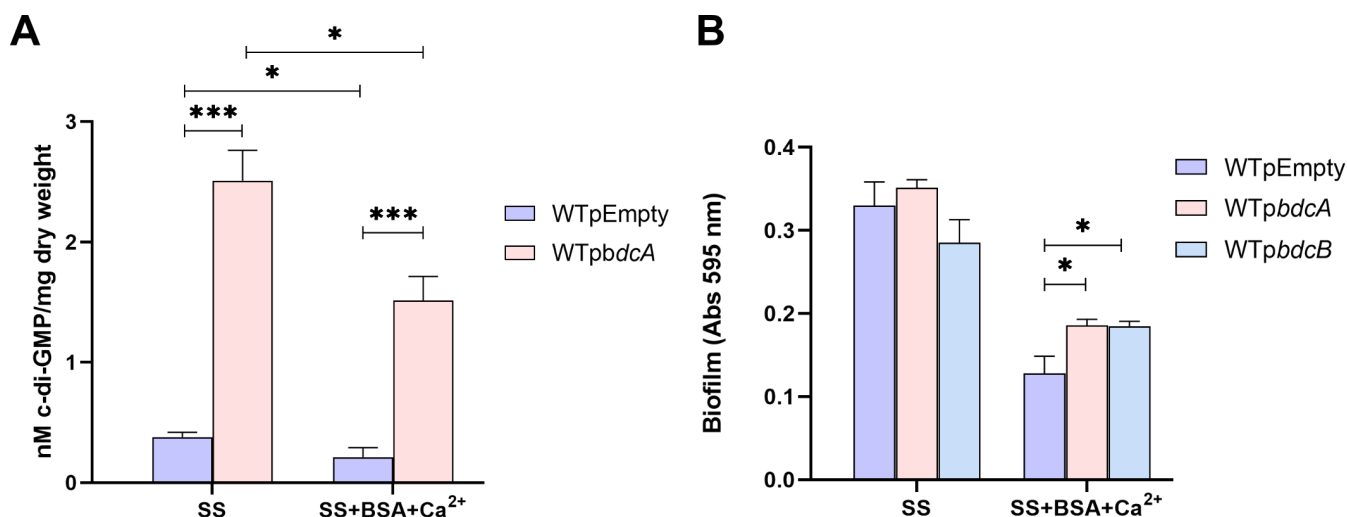 A
*
*
***
***
3
2
1
0
nM c-di-GMP/mg dry weight
SS
SS+BSA+Ca²⁺
WTpEmpty
WTpbdcA
B
*
*
0.4
0.3
0.2
0.1
0.0
Biofilm (Abs 595 nm)
SS
SS+BSA+Ca²⁺
WTpEmpty
WTpbdcA
WTpbdcB